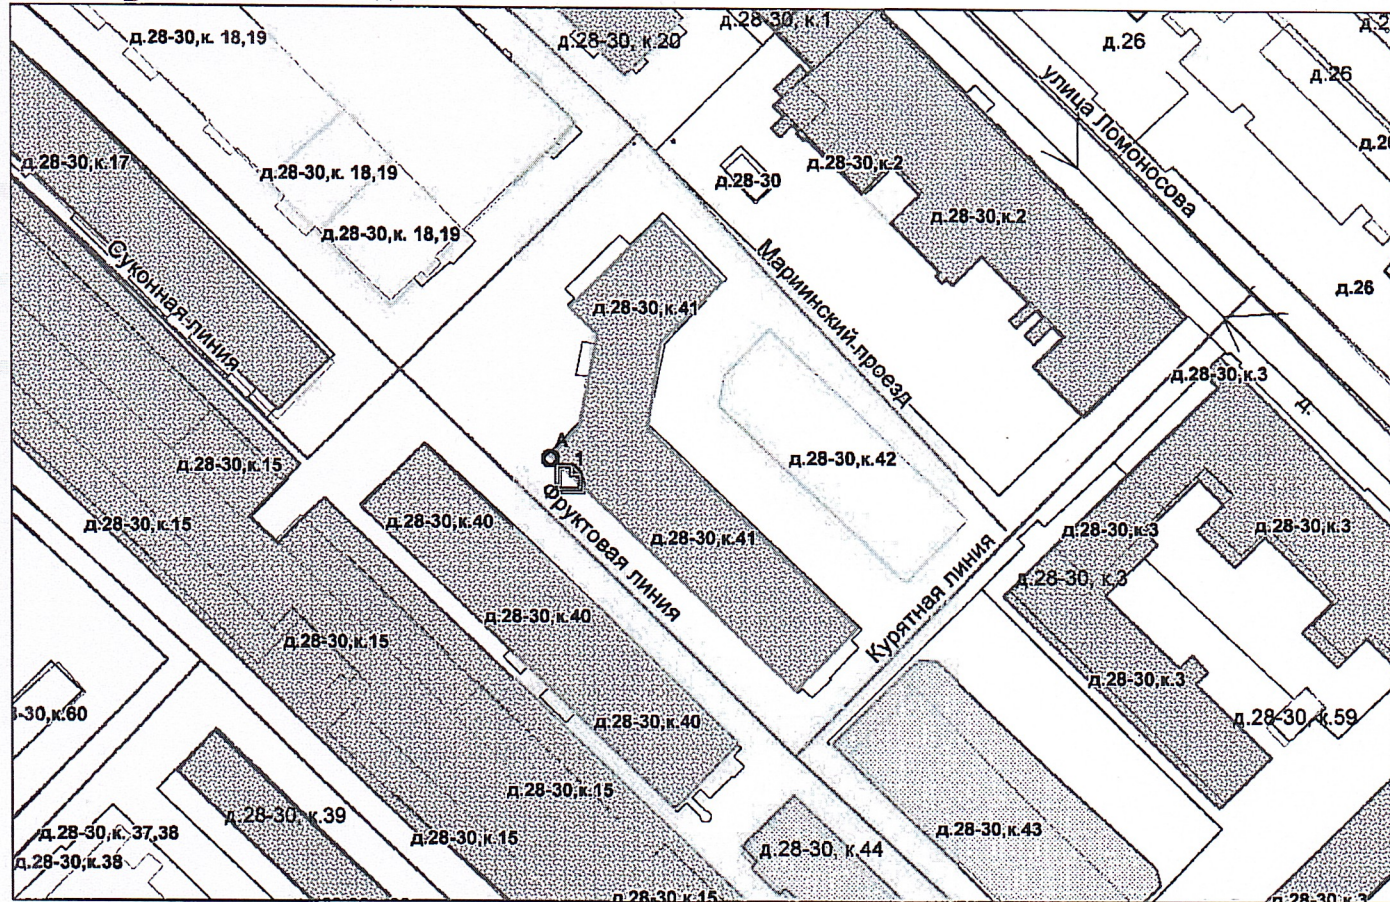 д.28-30, к.1
д.28-30,к. 18,19
д.28-30, к.20
д.26
д.26
улица Ломоносова
д.28-30,к.17
д.28-30,к. 18,19
д.28-30
д.28-30,к.2
д.28-30,к.2
д.28-30,к. 18,19
Суконная линия
Мариинский проезд
д.26
д.28-30,к.41
д.28-30,к.3
д.
А
1
д.28-30,к.15
д.28-30,к.42
д.28-30,к.15
д.28-30,к.40
Фруктовая линия
д.28-30,к.41
д.28-30,к.3
д.28-30,к.3
Курятная линия
д.28-30, к.3
д.28-30,к.15
д.28-30,к.40
д.28-30,к.3
8-30,к.60
д.28-30,к.40
д.28-30, к.59
д.28-30,к.15
д.28-30, к.39
д.28-30,к. 37,38
д.28-30,к.15
д.28-30,к.43
д.28-30,к.38
д.28-30, к.44
д.28-30,к.15
д.28-30,к.3